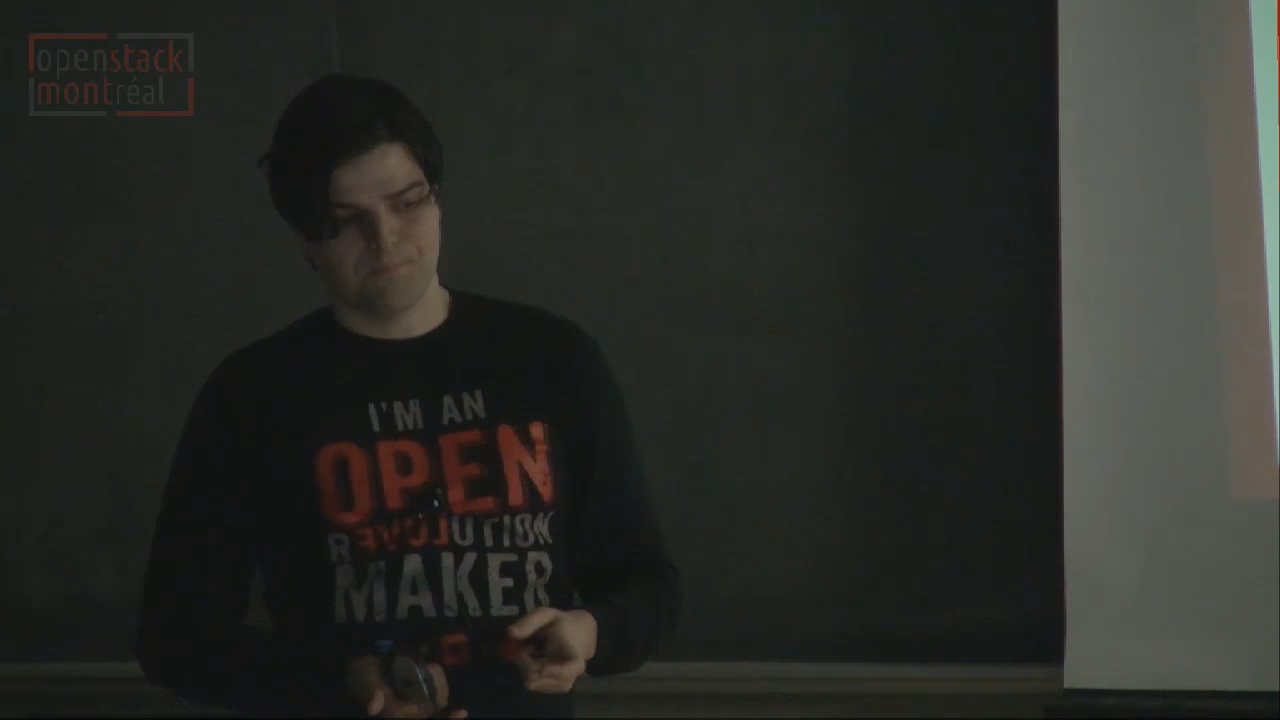 openstack
montréal
I'M AN
OPEN
REVOLUTION
MAKER